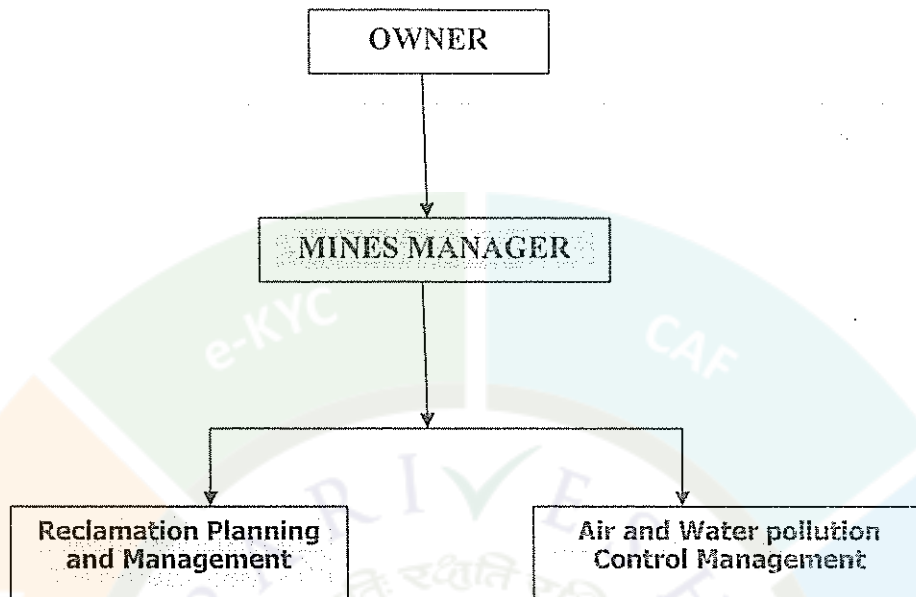 OWNER
MINES MANAGER
e-KYC
CAF
Reclamation Planning
and Management
Air and Water pollution
Control Management